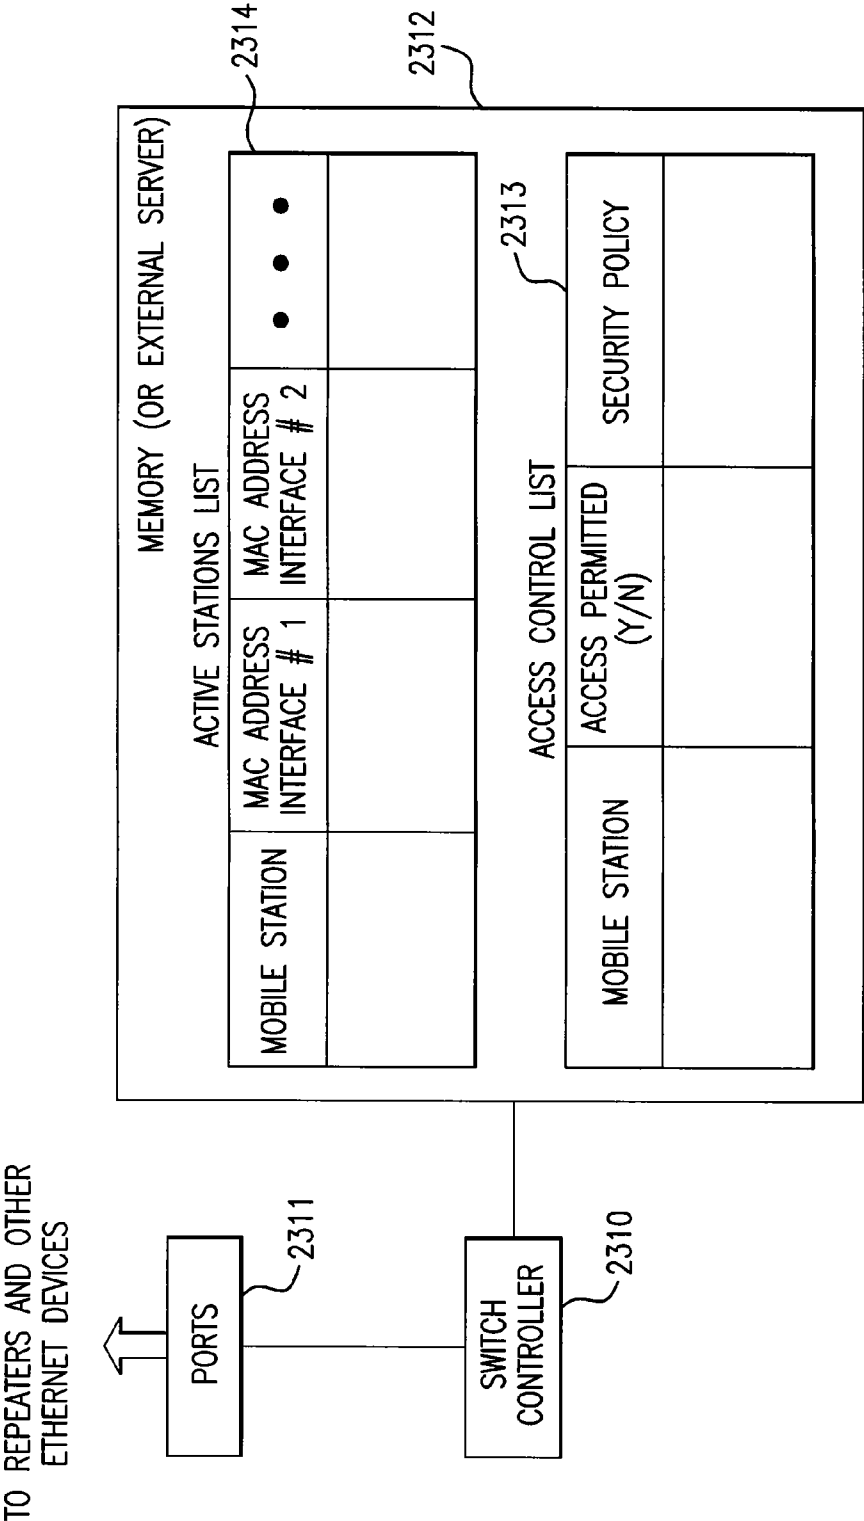 TO REPEATERS AND OTHER
ETHERNET DEVICES
PORTS
2311
SWITCH
CONTROLLER
2310
MEMORY (OR EXTERNAL SERVER)
2312
ACTIVE STATIONS LIST
2314
MOBILE STATION
MAC ADDRESS
INTERFACE # 1
MAC ADDRESS
INTERFACE # 2
● ● ●
ACCESS CONTROL LIST
2313
MOBILE STATION
ACCESS PERMITTED
(Y/N)
SECURITY POLICY